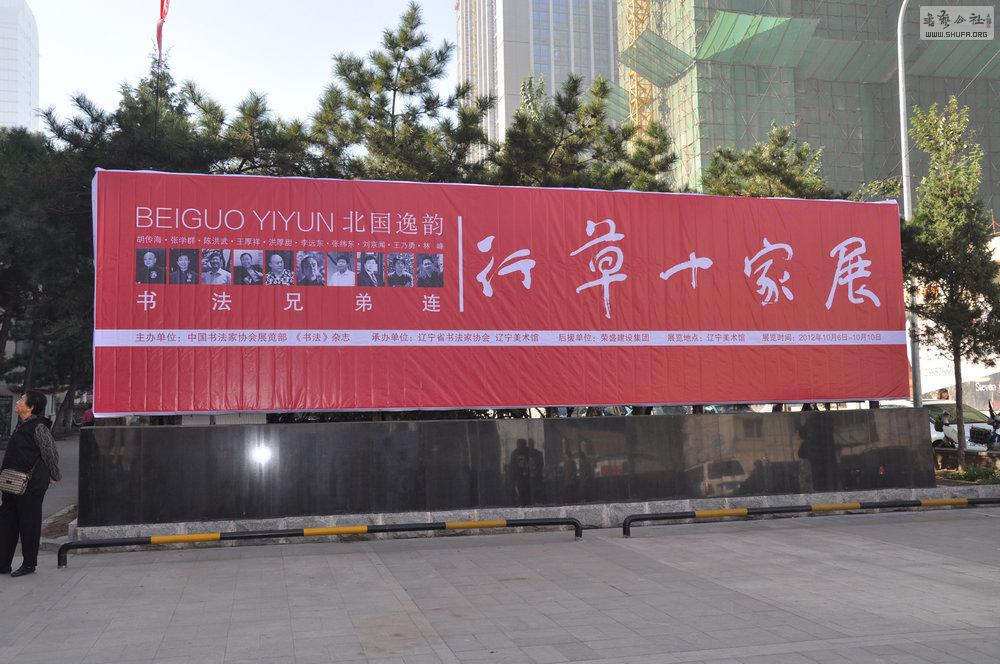 书艺公社
WWW.SHUFA.ORG
BEIGUO YIYUN 北国逸韵
胡传海·张学群·陈洪武·王厚祥·洪厚甜·李远东·张纬东·刘京闻·王乃勇·林峰
书法兄弟连
行草十家展
主办单位：中国书法家协会展览部 《书法》杂志 承办单位：辽宁省书法家协会 辽宁美术馆 后援单位：荣盛建设集团 展览地点：辽宁美术馆 展览时间：2012年10月6日-10月10日
Steven